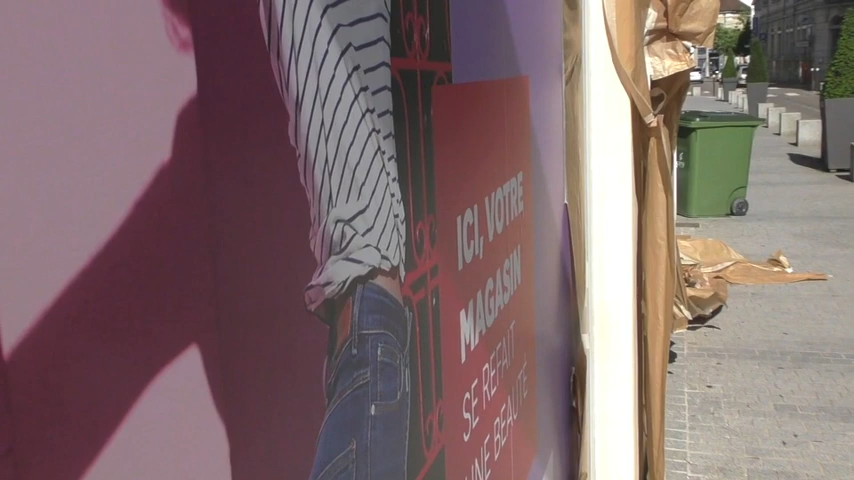 ICI, VOTRE
MAGASIN
SE REFAIT
UNE BEAUTÉ